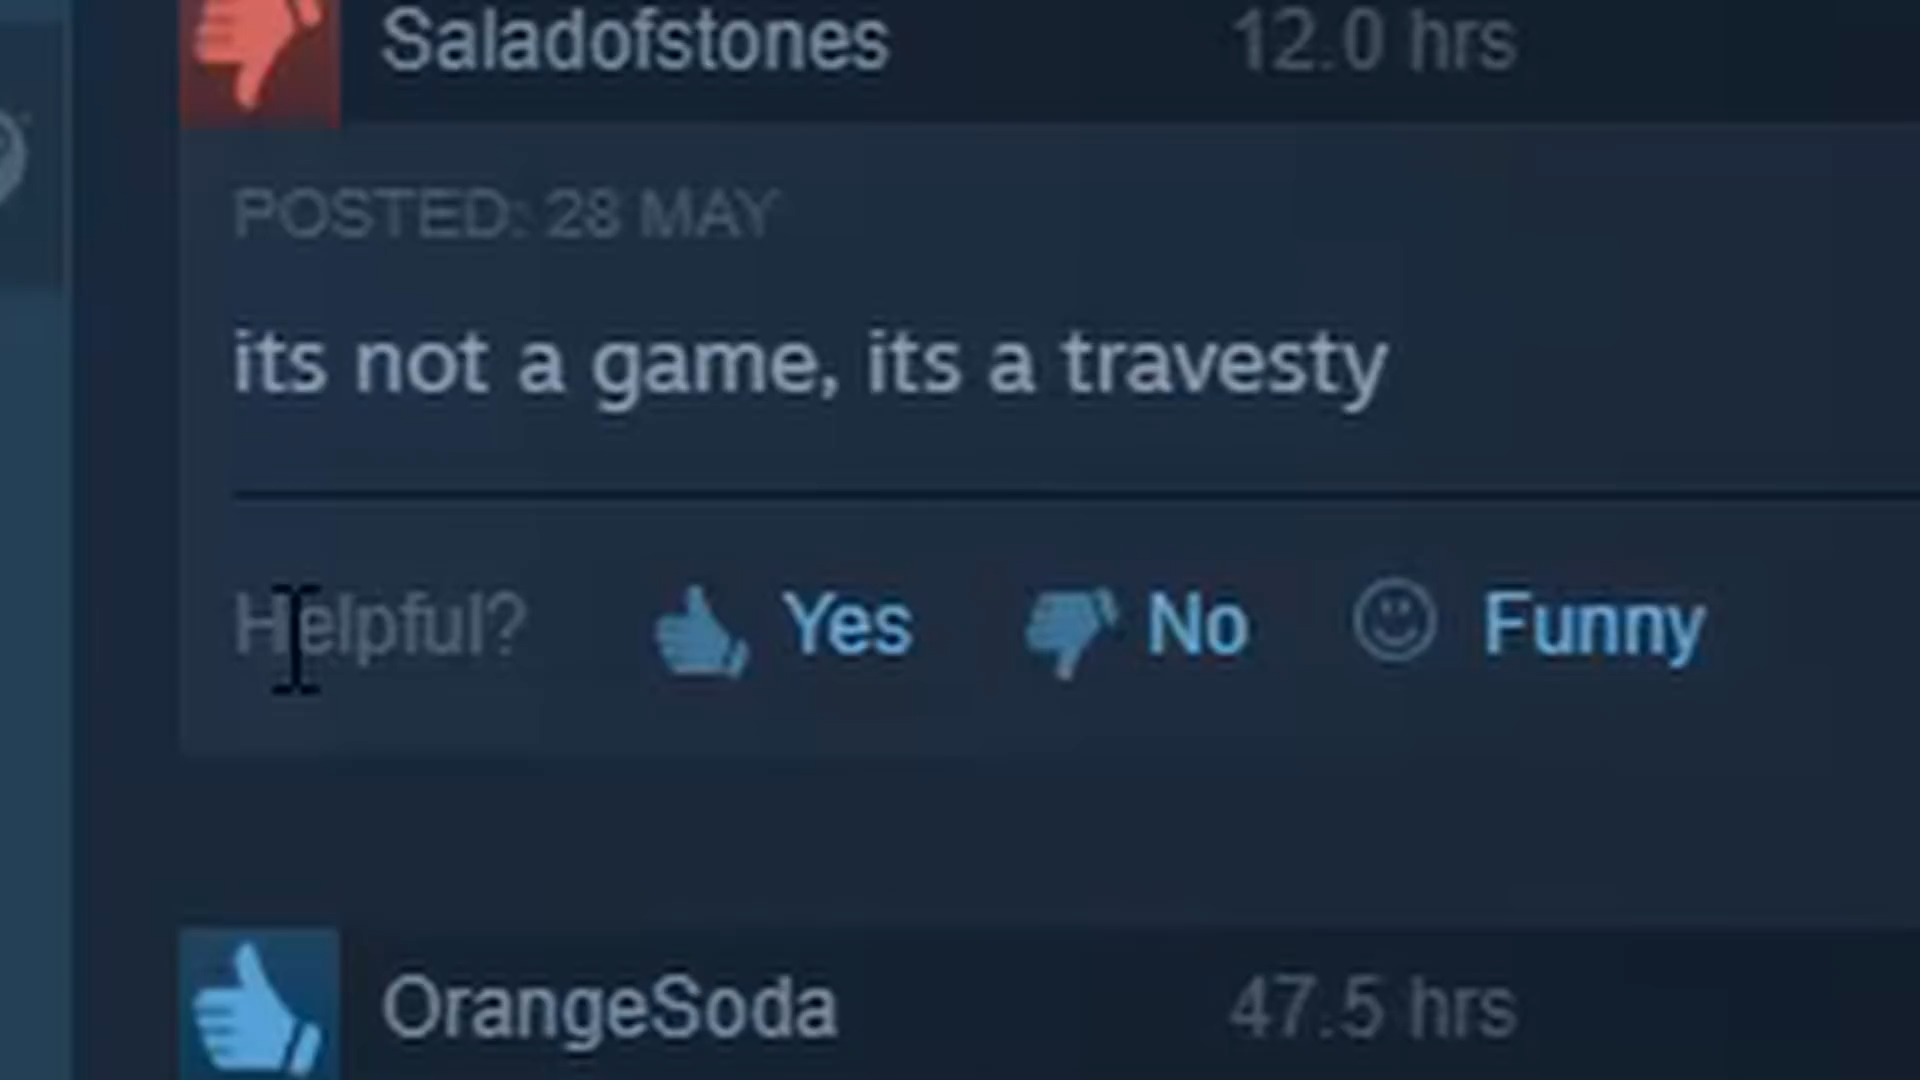 Saladofstones 12.0 hrs
POSTED: 28 MAY
its not a game, its a travesty
Helpful? Yes No Funny
OrangeSoda 47.5 hrs